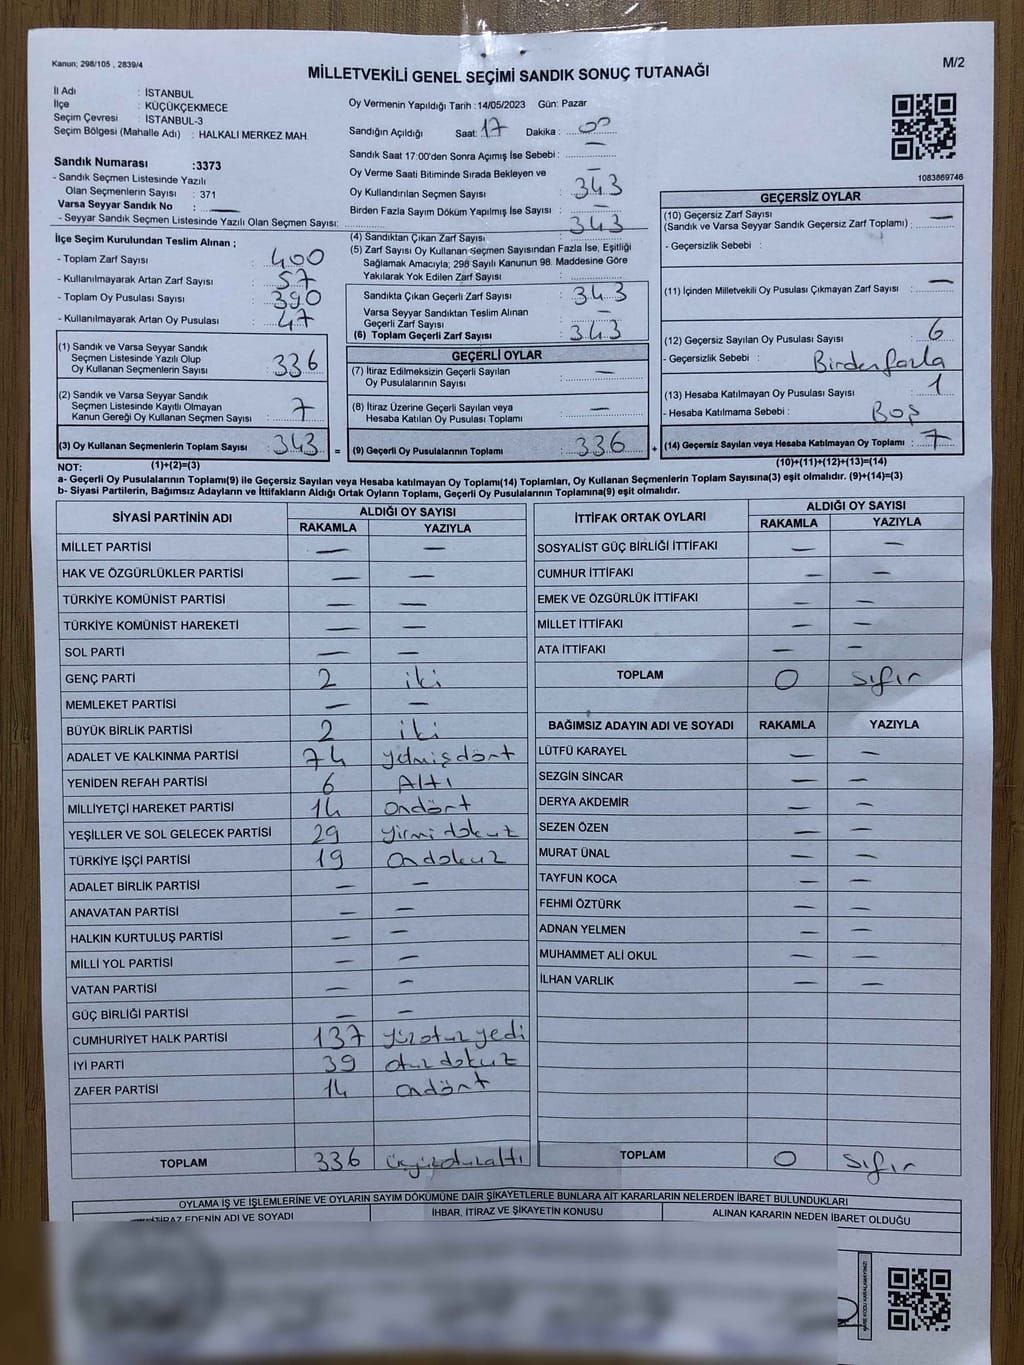 Kanun; 298/105 , 2839/4
M/2
MİLLETVEKİLİ GENEL SEÇİMİ SANDIK SONUÇ TUTANAĞI
İl Adı : İSTANBUL
İlçe : KÜÇÜKÇEKMECE
Seçim Çevresi : İSTANBUL-3
Seçim Bölgesi (Mahalle Adı) : HALKALI MERKEZ MAH.
Sandık Numarası :3373
- Sandık Seçmen Listesinde Yazılı
Olan Seçmenlerin Sayısı : 371
Varsa Seyyar Sandık No : —
- Seyyar Sandık Seçmen Listesinde Yazılı Olan Seçmen Sayısı:
Oy Vermenin Yapıldığı Tarih :14/05/2023 Gün: Pazar
Sandığın Açıldığı Saat: 17 Dakika : 00
Sandık Saat 17:00'den Sonra Açımış İse Sebebi : —
Oy Verme Saati Bitiminde Sırada Bekleyen ve
Oy Kullandırılan Seçmen Sayısı : 343
Birden Fazla Sayım Döküm Yapılmış İse Sayısı : —
1083869746
İlçe Seçim Kurulundan Teslim Alınan ;
- Toplam Zarf Sayısı : 400
- Kullanılmayarak Artan Zarf Sayısı : 57
- Toplam Oy Pusulası Sayısı : 390
- Kullanılmayarak Artan Oy Pusulası : 47
(1) Sandık ve Varsa Seyyar Sandık
Seçmen Listesinde Yazılı Olup
Oy Kullanan Seçmenlerin Sayısı : 336
(2) Sandık ve Varsa Seyyar Sandık
Seçmen Listesinde Kayıtlı Olmayan
Kanun Gereği Oy Kullanan Seçmen Sayısı : 7
(3) Oy Kullanan Seçmenlerin Toplam Sayısı : 343
(4) Sandıktan Çıkan Zarf Sayısı : 343
(5) Zarf Sayısı Oy Kullanan Seçmen Sayısından Fazla İse, Eşitliği
Sağlamak Amacıyla; 298 Sayılı Kanunun 98. Maddesine Göre
Yakılarak Yok Edilen Zarf Sayısı :
Sandıkta Çıkan Geçerli Zarf Sayısı : 343
Varsa Seyyar Sandıktan Teslim Alınan
Geçerli Zarf Sayısı : —
(6) Toplam Geçerli Zarf Sayısı : 343
GEÇERLİ OYLAR
(7) İtiraz Edilmeksizin Geçerli Sayılan
Oy Pusulalarının Sayısı : —
(8) İtiraz Üzerine Geçerli Sayılan veya
Hesaba Katılan Oy Pusulası Toplamı : —
= (9) Geçerli Oy Pusulalarının Toplamı : 336 +
GEÇERSİZ OYLAR
(10) Geçersiz Zarf Sayısı
(Sandık ve Varsa Seyyar Sandık Geçersiz Zarf Toplamı) : —
- Geçersizlik Sebebi :
(11) İçinden Milletvekili Oy Pusulası Çıkmayan Zarf Sayısı : —
(12) Geçersiz Sayılan Oy Pusulası Sayısı : 6
- Geçersizlik Sebebi : Birden fazla
(13) Hesaba Katılmayan Oy Pusulası Sayısı : 1
- Hesaba Katılmama Sebebi : BOŞ
(14) Geçersiz Sayılan veya Hesaba Katılmayan Oy Toplamı : 7
NOT: (1)+(2)=(3) (10)+(11)+(12)+(13)=(14)
a- Geçerli Oy Pusulalarının Toplamı(9) ile Geçersiz Sayılan veya Hesaba katılmayan Oy Toplamı(14) Toplamları, Oy Kullanan Seçmenlerin Toplam Sayısına(3) eşit olmalıdır. (9)+(14)=(3)
b- Siyasi Partilerin, Bağımsız Adayların ve İttifakların Aldığı Ortak Oyların Toplamı, Geçerli Oy Pusulalarının Toplamına(9) eşit olmalıdır.
SİYASİ PARTİNİN ADI ALDIĞI OY SAYISI
RAKAMLA YAZIYLA
MİLLET PARTİSİ — —
HAK VE ÖZGÜRLÜKLER PARTİSİ — —
TÜRKİYE KOMÜNİST PARTİSİ — —
TÜRKİYE KOMÜNİST HAREKETİ — —
SOL PARTİ — —
GENÇ PARTİ 2 iki
MEMLEKET PARTİSİ — —
BÜYÜK BİRLİK PARTİSİ 2 iki
ADALET VE KALKINMA PARTİSİ 74 yetmişdört
YENİDEN REFAH PARTİSİ 6 Altı
MİLLİYETÇİ HAREKET PARTİSİ 14 ondört
YEŞİLLER VE SOL GELECEK PARTİSİ 29 yirmi dokuz
TÜRKİYE İŞÇİ PARTİSİ 19 ondokuz
ADALET BİRLİK PARTİSİ — —
ANAVATAN PARTİSİ — —
HALKIN KURTULUŞ PARTİSİ — —
MİLLİ YOL PARTİSİ — —
VATAN PARTİSİ — —
GÜÇ BİRLİĞİ PARTİSİ — —
CUMHURİYET HALK PARTİSİ 137 yüzotuzyedi
İYİ PARTİ 39 otuzdokuz
ZAFER PARTİSİ 14 ondört
TOPLAM 336 üçyüzotuzaltı
İTTİFAK ORTAK OYLARI ALDIĞI OY SAYISI
RAKAMLA YAZIYLA
SOSYALİST GÜÇ BİRLİĞİ İTTİFAKI — —
CUMHUR İTTİFAKI — —
EMEK VE ÖZGÜRLÜK İTTİFAKI — —
MİLLET İTTİFAKI — —
ATA İTTİFAKI — —
TOPLAM 0 sıfır
BAĞIMSIZ ADAYIN ADI VE SOYADI RAKAMLA YAZIYLA
LÜTFÜ KARAYEL — —
SEZGİN SİNCAR — —
DERYA AKDEMİR — —
SEZEN ÖZEN — —
MURAT ÜNAL — —
TAYFUN KOCA — —
FEHMİ ÖZTÜRK — —
ADNAN YELMEN — —
MUHAMMET ALİ OKUL — —
İLHAN VARLIK — —
TOPLAM 0 sıfır
OYLAMA İŞ VE İŞLEMLERİNE VE OYLARIN SAYIM DÖKÜMÜNE DAİR ŞİKAYETLERLE BUNLARA AİT KARARLARIN NELERDEN İBARET BULUNDUKLARI
İTİRAZ EDENİN ADI VE SOYADI İHBAR, İTİRAZ VE ŞİKAYETİN KONUSU ALINAN KARARIN NEDEN İBARET OLDUĞU
KARE KODU KARALAMAYINIZ!